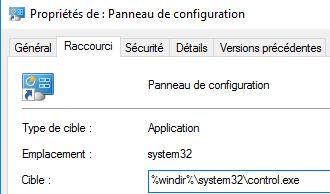 Propriétés de : Panneau de configuration
Général Raccourci Sécurité Détails Versions précédentes
Panneau de configuration
Type de cible : Application
Emplacement : system32
Cible : %windir%\system32\control.exe